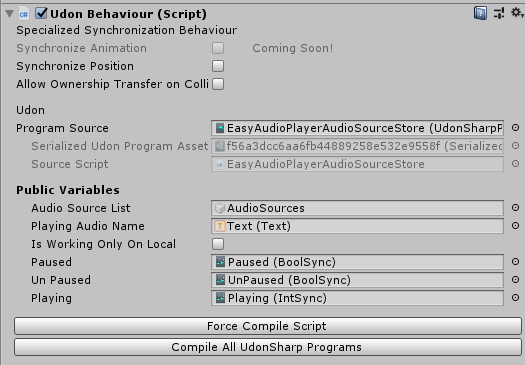 Udon Behaviour (Script)
Specialized Synchronization Behaviour
Synchronize Animation Coming Soon!
Synchronize Position
Allow Ownership Transfer on Colli
Udon
Program Source EasyAudioPlayerAudioSourceStore (UdonSharpP
Serialized Udon Program Asset f56a3dcc6aa6fb44889258e532e9558f (Serialized
Source Script EasyAudioPlayerAudioSourceStore
Public Variables
Audio Source List AudioSources
Playing Audio Name Text (Text)
Is Working Only On Local
Paused Paused (BoolSync)
Un Paused UnPaused (BoolSync)
Playing Playing (IntSync)
Force Compile Script
Compile All UdonSharp Programs